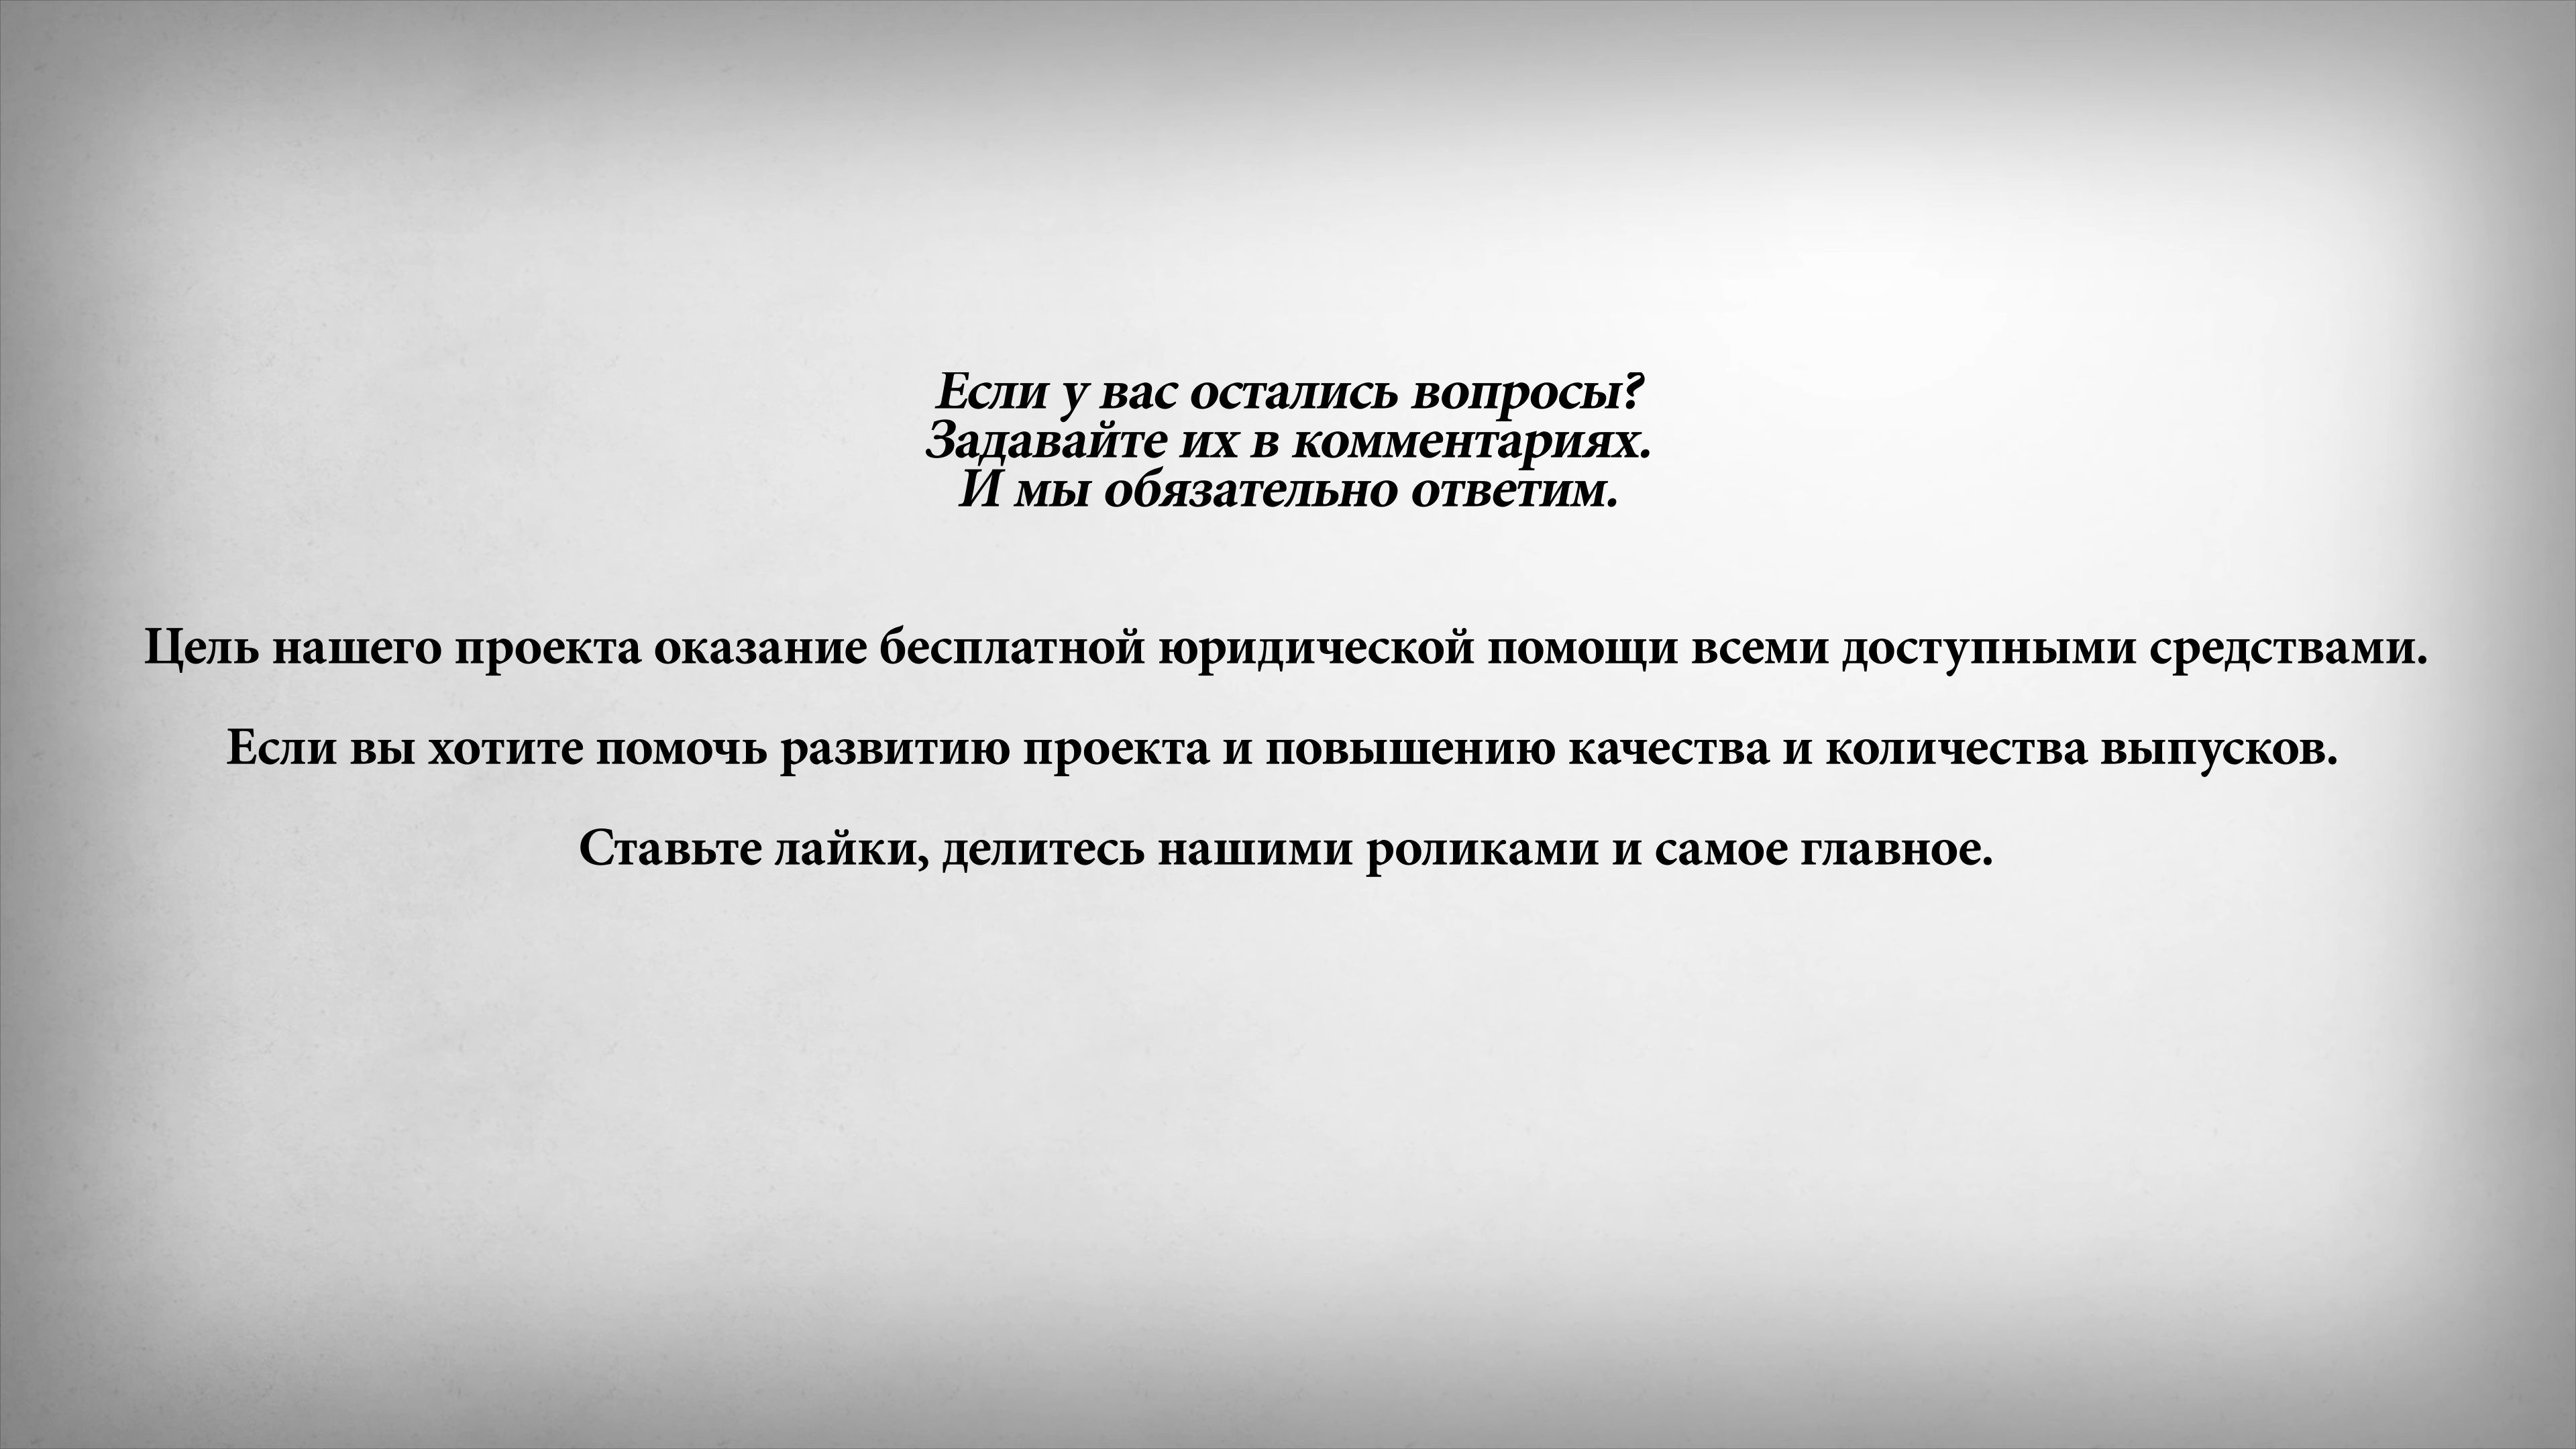 Если у вас остались вопросы?
Задавайте их в комментариях.
И мы обязательно ответим.
Цель нашего проекта оказание бесплатной юридической помощи всеми доступными средствами.
Если вы хотите помочь развитию проекта и повышению качества и количества выпусков.
Ставьте лайки, делитесь нашими роликами и самое главное.